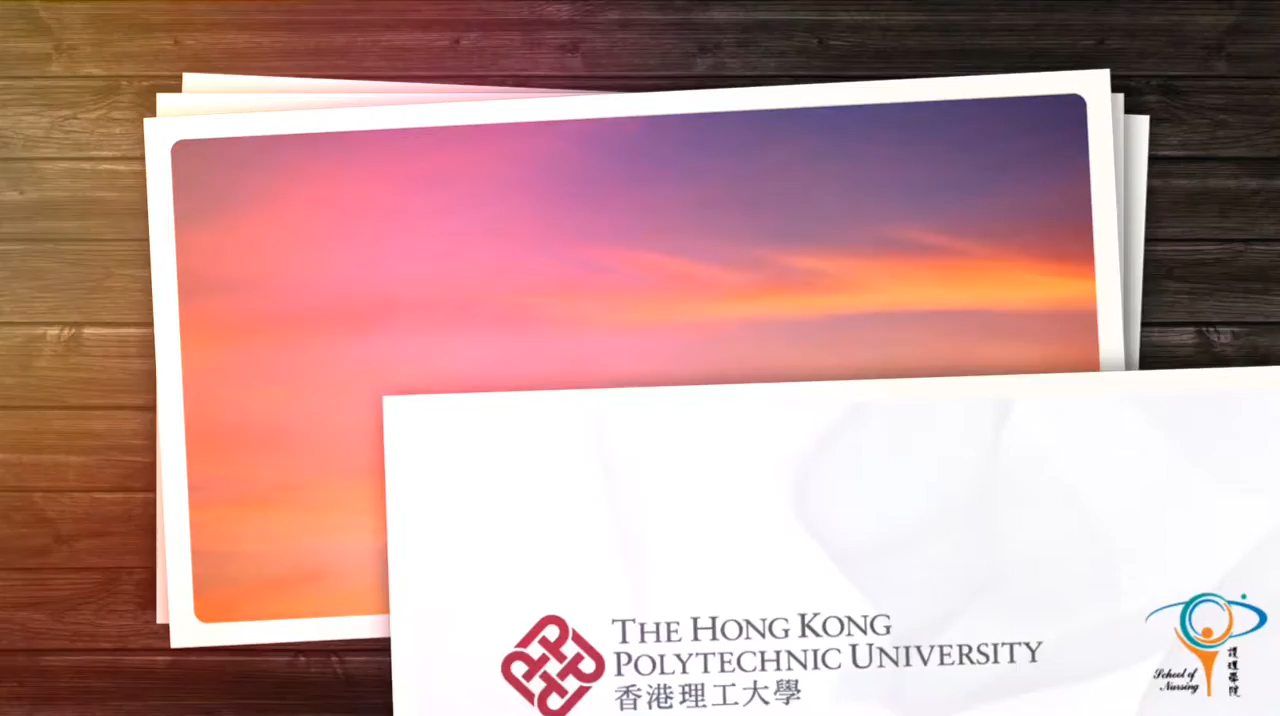 THE HONG KONG
POLYTECHNIC UNIVERSITY
香港理工大學
School of
Nursing
護理學院